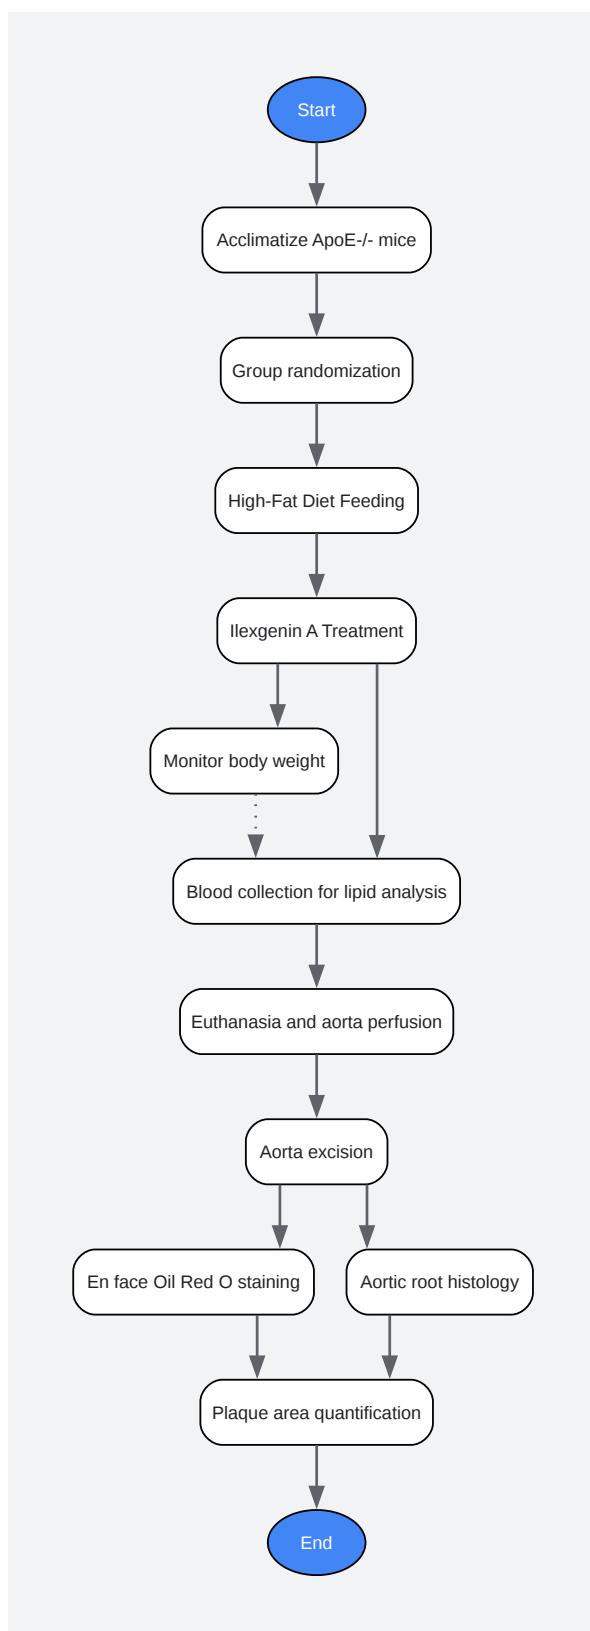 Start
Acclimatize ApoE-/- mice
Group randomization
High-Fat Diet Feeding
Ilexgenin A Treatment
Monitor body weight
Blood collection for lipid analysis
Euthanasia and aorta perfusion
Aorta excision
En face Oil Red O staining
Aortic root histology
Plaque area quantification
End